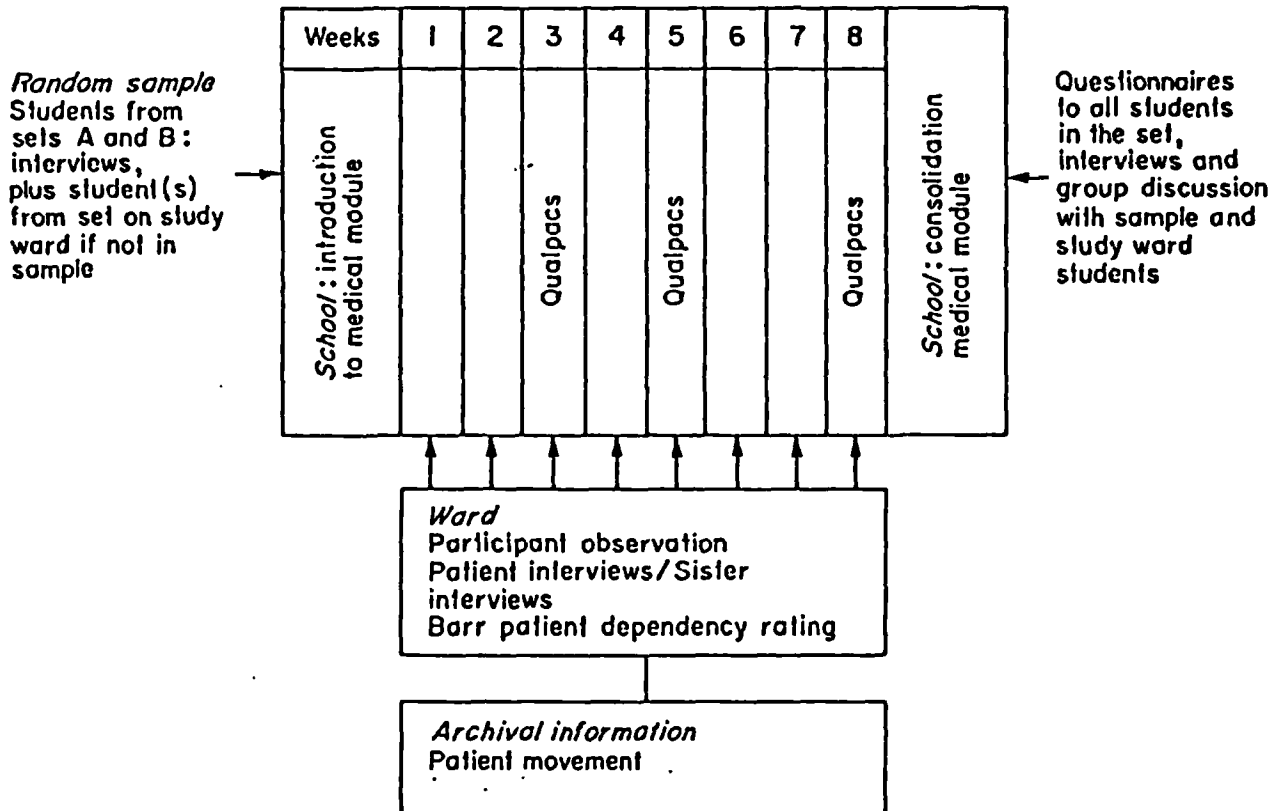 Weeks 1 2 3 4 5 6 7 8
Random sample
Students from
sets A and B:
interviews,
plus student(s)
from set on study
ward if not in
sample
School: introduction
to medical module
Qualpacs
Qualpacs
Qualpacs
School: consolidation
medical module
Questionnaires
to all students
in the set,
interviews and
group discussion
with sample and
study ward
students
Ward
Participant observation
Patient interviews/Sister
interviews
Barr patient dependency rating
Archival information
Patient movement